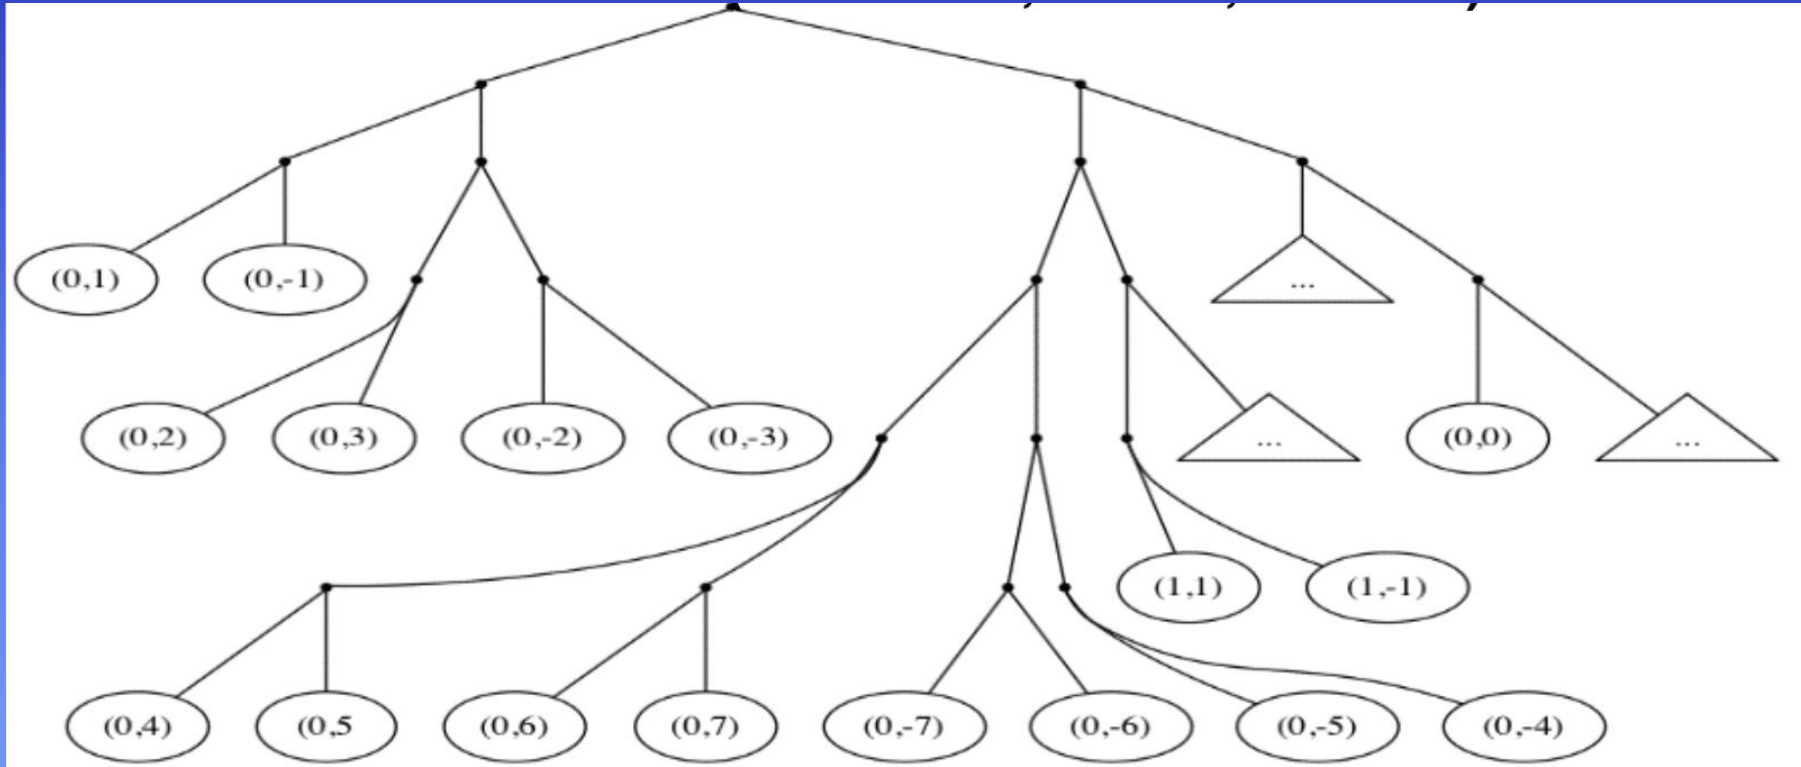 (0,1) (0,-1) ...
(0,2) (0,3) (0,-2) (0,-3) ... (0,0) ...
(1,1) (1,-1)
(0,4) (0,5 (0,6) (0,7) (0,-7) (0,-6) (0,-5) (0,-4)